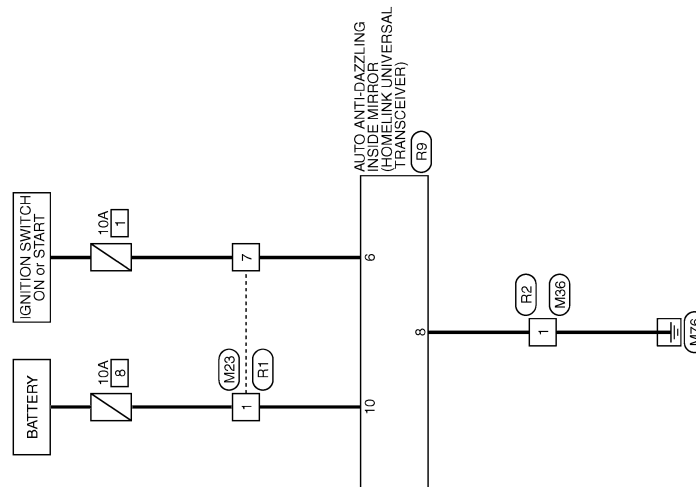 BATTERY
10A
8
M23
1
R1
10
IGNITION SWITCH
ON or START
10A
1
7
6
AUTO ANTI-DAZZLING
INSIDE MIRROR
(HOMELINK UNIVERSAL
TRANSCEIVER)
R9
8
R2
1
M36
M76